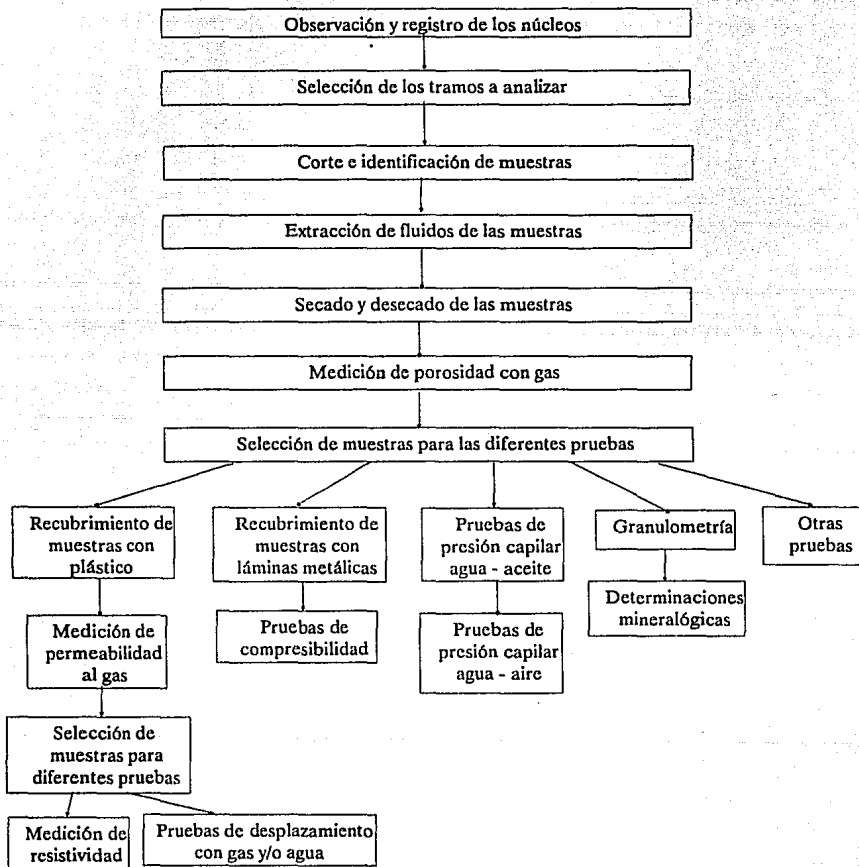 Observación y registro de los núcleos
Selección de los tramos a analizar
Corte e identificación de muestras
Extracción de fluidos de las muestras
Secado y desecado de las muestras
Medición de porosidad con gas
Selección de muestras para las diferentes pruebas
Recubrimiento de
muestras con
plástico
Recubrimiento de
muestras con
láminas metálicas
Pruebas de
presión capilar
agua - aceite
Granulometría
Otras
pruebas
Medición de
permeabilidad
al gas
Pruebas de
compresibilidad
Pruebas de
presión capilar
agua - aire
Determinaciones
mineralógicas
Selección de
muestras para
diferentes pruebas
Medición de
resistividad
Pruebas de desplazamiento
con gas y/o agua